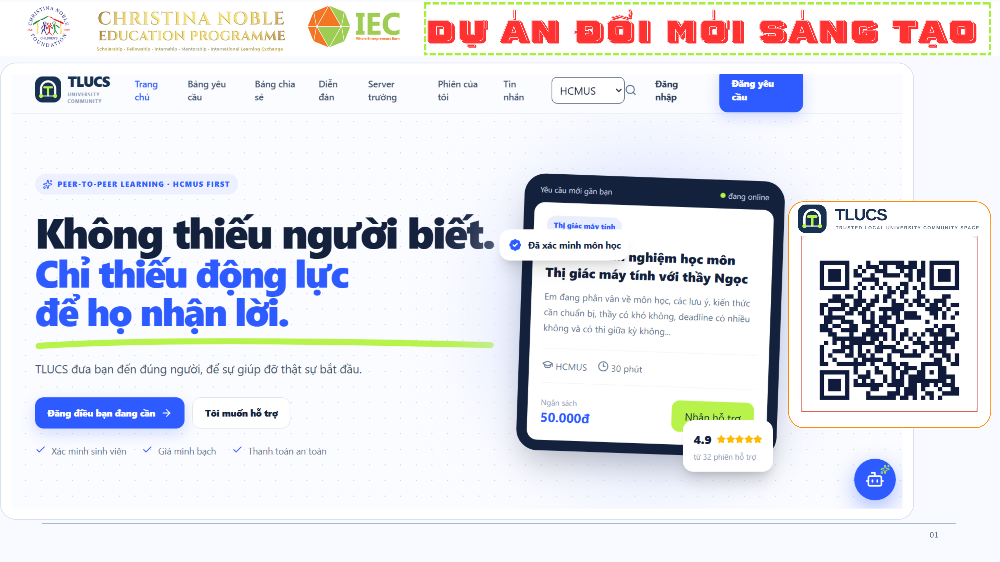 CHRISTINA NOBLE
CHILDREN'S
FOUNDATION
EST. 1989
CHRISTINA NOBLE
EDUCATION PROGRAMME
Scholarship - Fellowship - Internship - Mentorship - International Learning Exchange
IEC
Where Entrepreneurs Born
DỰ ÁN ĐỔI MỚI SÁNG TẠO
TLUCS
UNIVERSITY
COMMUNITY
Trang
chủ
Bảng yêu
cầu
Bảng chia
sẻ
Diễn
đàn
Server
trường
Phiên của
tôi
Tin
nhắn
HCMUS
Đăng
nhập
Đăng yêu
cầu
PEER-TO-PEER LEARNING · HCMUS FIRST
Không thiếu người biết.
Chỉ thiếu động lực
để họ nhận lời.
TLUCS đưa bạn đến đúng người, để sự giúp đỡ thật sự bắt đầu.
Đăng điều bạn đang cần →
Tôi muốn hỗ trợ
Xác minh sinh viên
Giá minh bạch
Thanh toán an toàn
Yêu cầu mới gần bạn
đang online
Thị giác máy tính
Đã xác minh môn học
nghiệm học môn
Thị giác máy tính với thầy Ngọc
Em đang phân vân về môn học, các lưu ý, kiến thức
cần chuẩn bị, thầy có khó không, deadline có nhiều
không và có thi giữa kỳ không...
HCMUS
30 phút
Ngân sách
50.000đ
Nhận hỗ trợ
4.9
từ 32 phiên hỗ trợ
TLUCS
TRUSTED LOCAL UNIVERSITY COMMUNITY SPACE
01